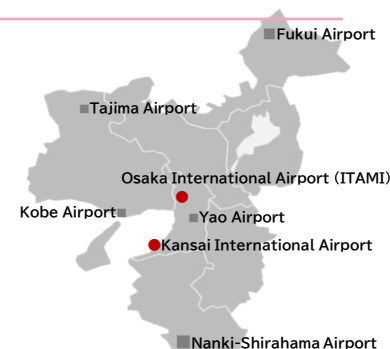 Fukui Airport
Tajima Airport
Osaka International Airport (ITAMI)
Kobe Airport
Yao Airport
Kansai International Airport
Nanki-Shirahama Airport